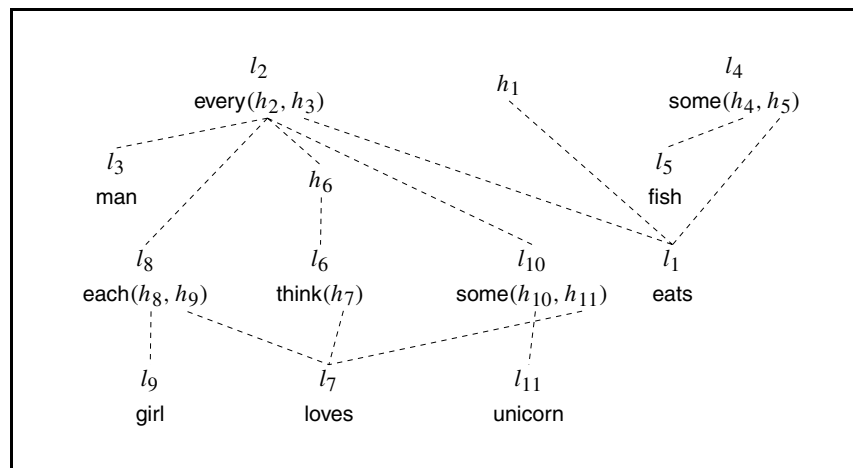 l2 h1 l4
every(h2, h3) some(h4, h5)
l3 l5
man h6 fish
l8 l6 l10 l1
each(h8, h9) think(h7) some(h10, h11) eats
l9 l7 l11
girl loves unicorn